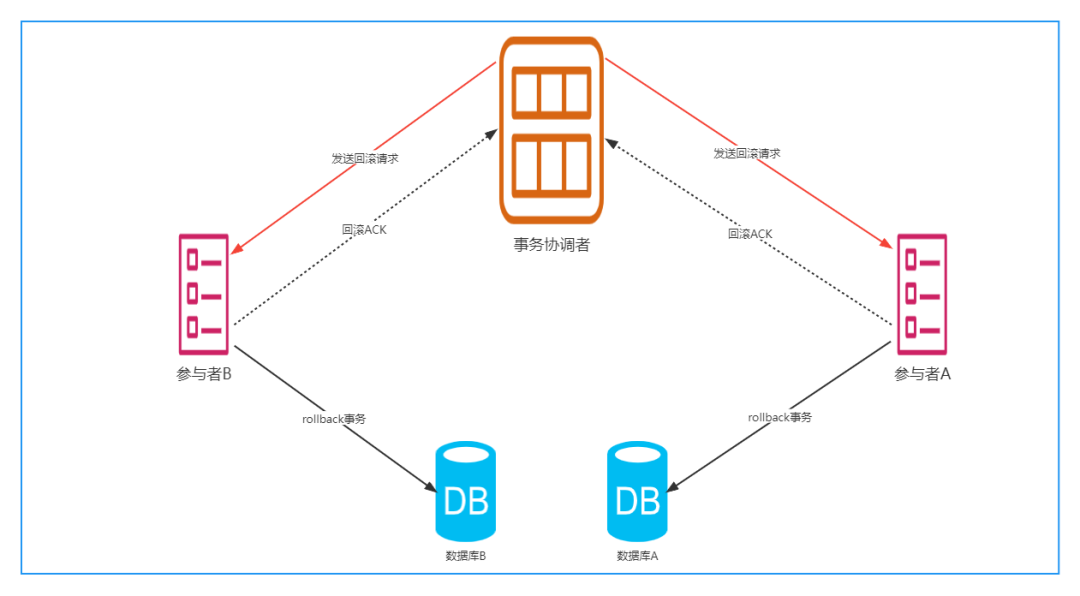 发送回滚请求
发送回滚请求
回滚ACK
回滚ACK
事务协调者
参与者B
参与者A
rollback事务
rollback事务
DB
DB
数据库B
数据库A